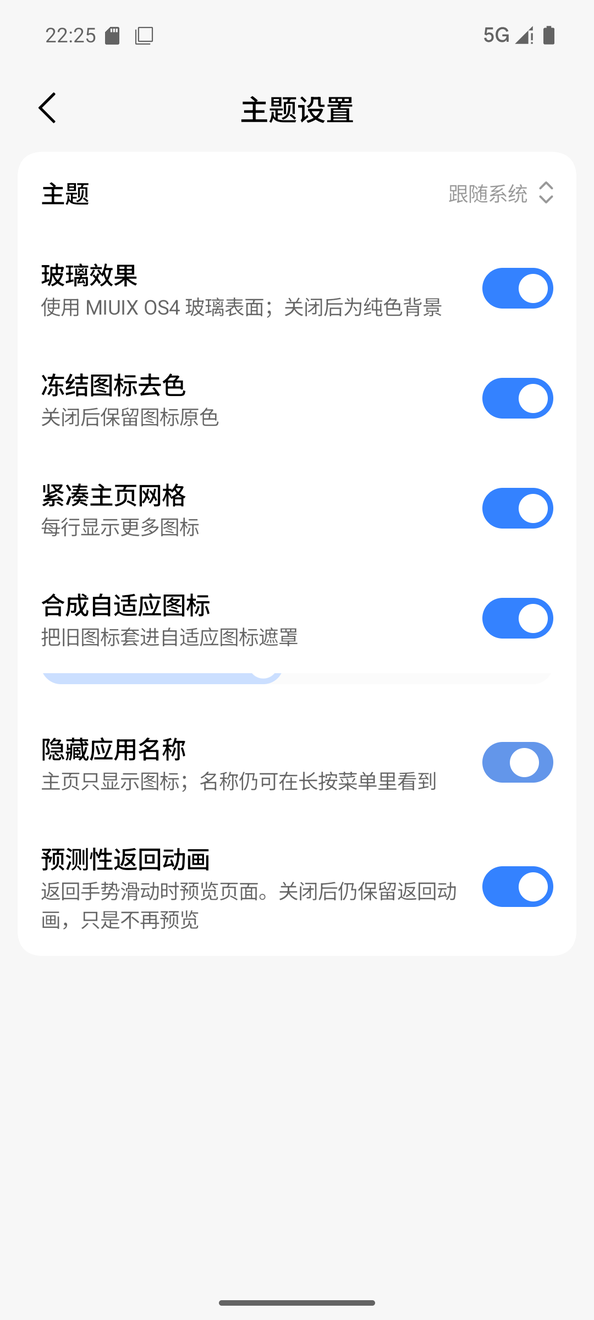 22:25
5G
主题设置
主题
跟随系统
玻璃效果
使用 MIUIX OS4 玻璃表面；关闭后为纯色背景
冻结图标去色
关闭后保留图标原色
紧凑主页网格
每行显示更多图标
合成自适应图标
把旧图标套进自适应图标遮罩
隐藏应用名称
主页只显示图标；名称仍可在长按菜单里看到
预测性返回动画
返回手势滑动时预览页面。关闭后仍保留返回动
画，只是不再预览